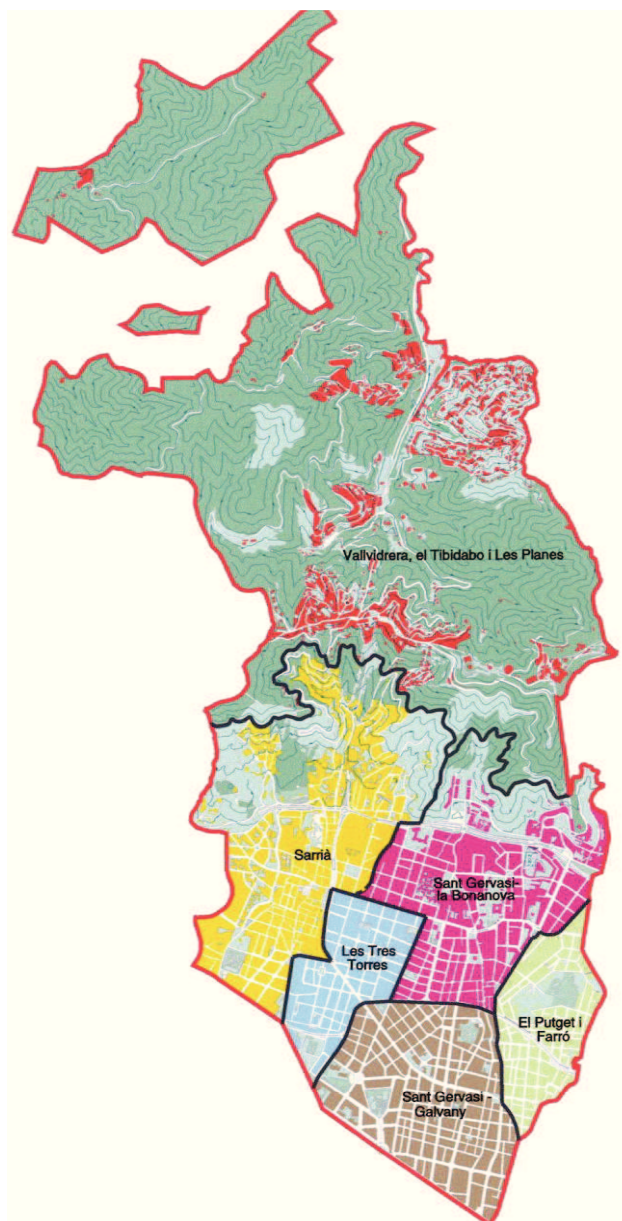 Vallvidrera, el Tibidabo i Les Planes
Sarrià
Sant Gervasi-
la Bonanova
Les Tres
Torres
El Putget i
Farró
Sant Gervasi -
Galvany